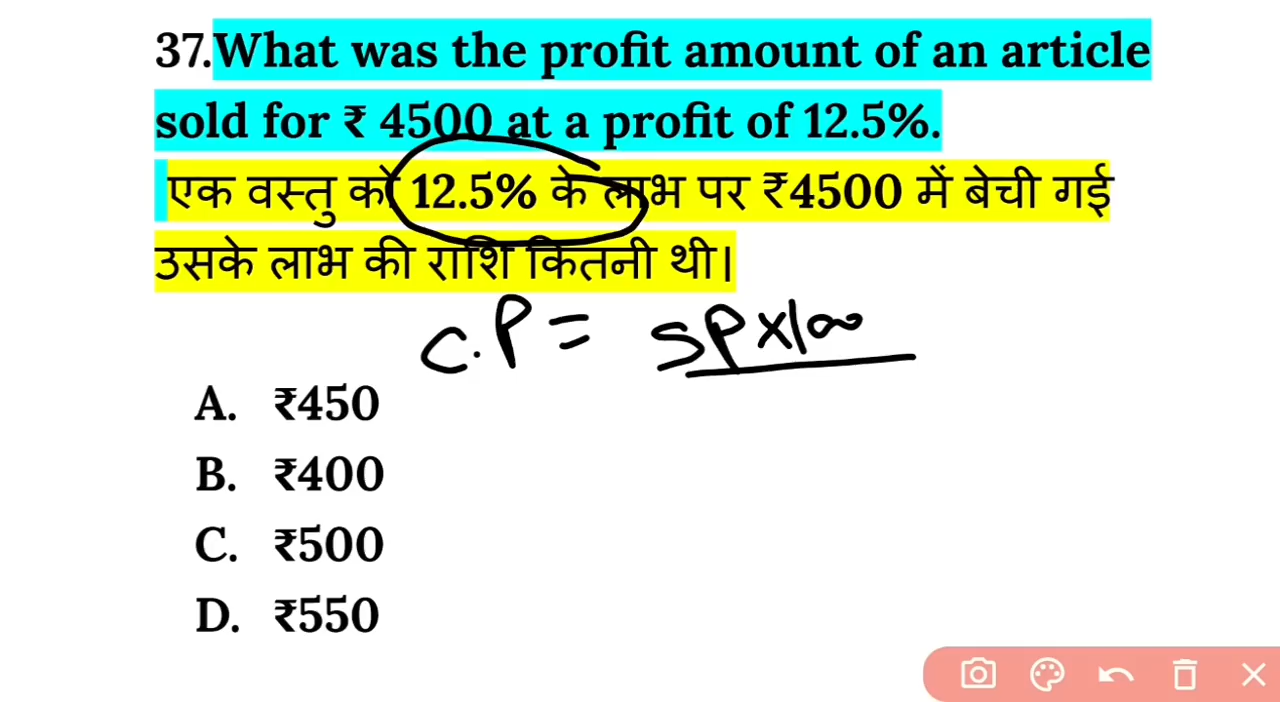 37.What was the profit amount of an article
sold for ₹ 4500 at a profit of 12.5%.
एक वस्तु को 12.5% के लाभ पर ₹4500 में बेची गई
उसके लाभ की राशि कितनी थी।
C.P = SP×100
A. ₹450
B. ₹400
C. ₹500
D. ₹550